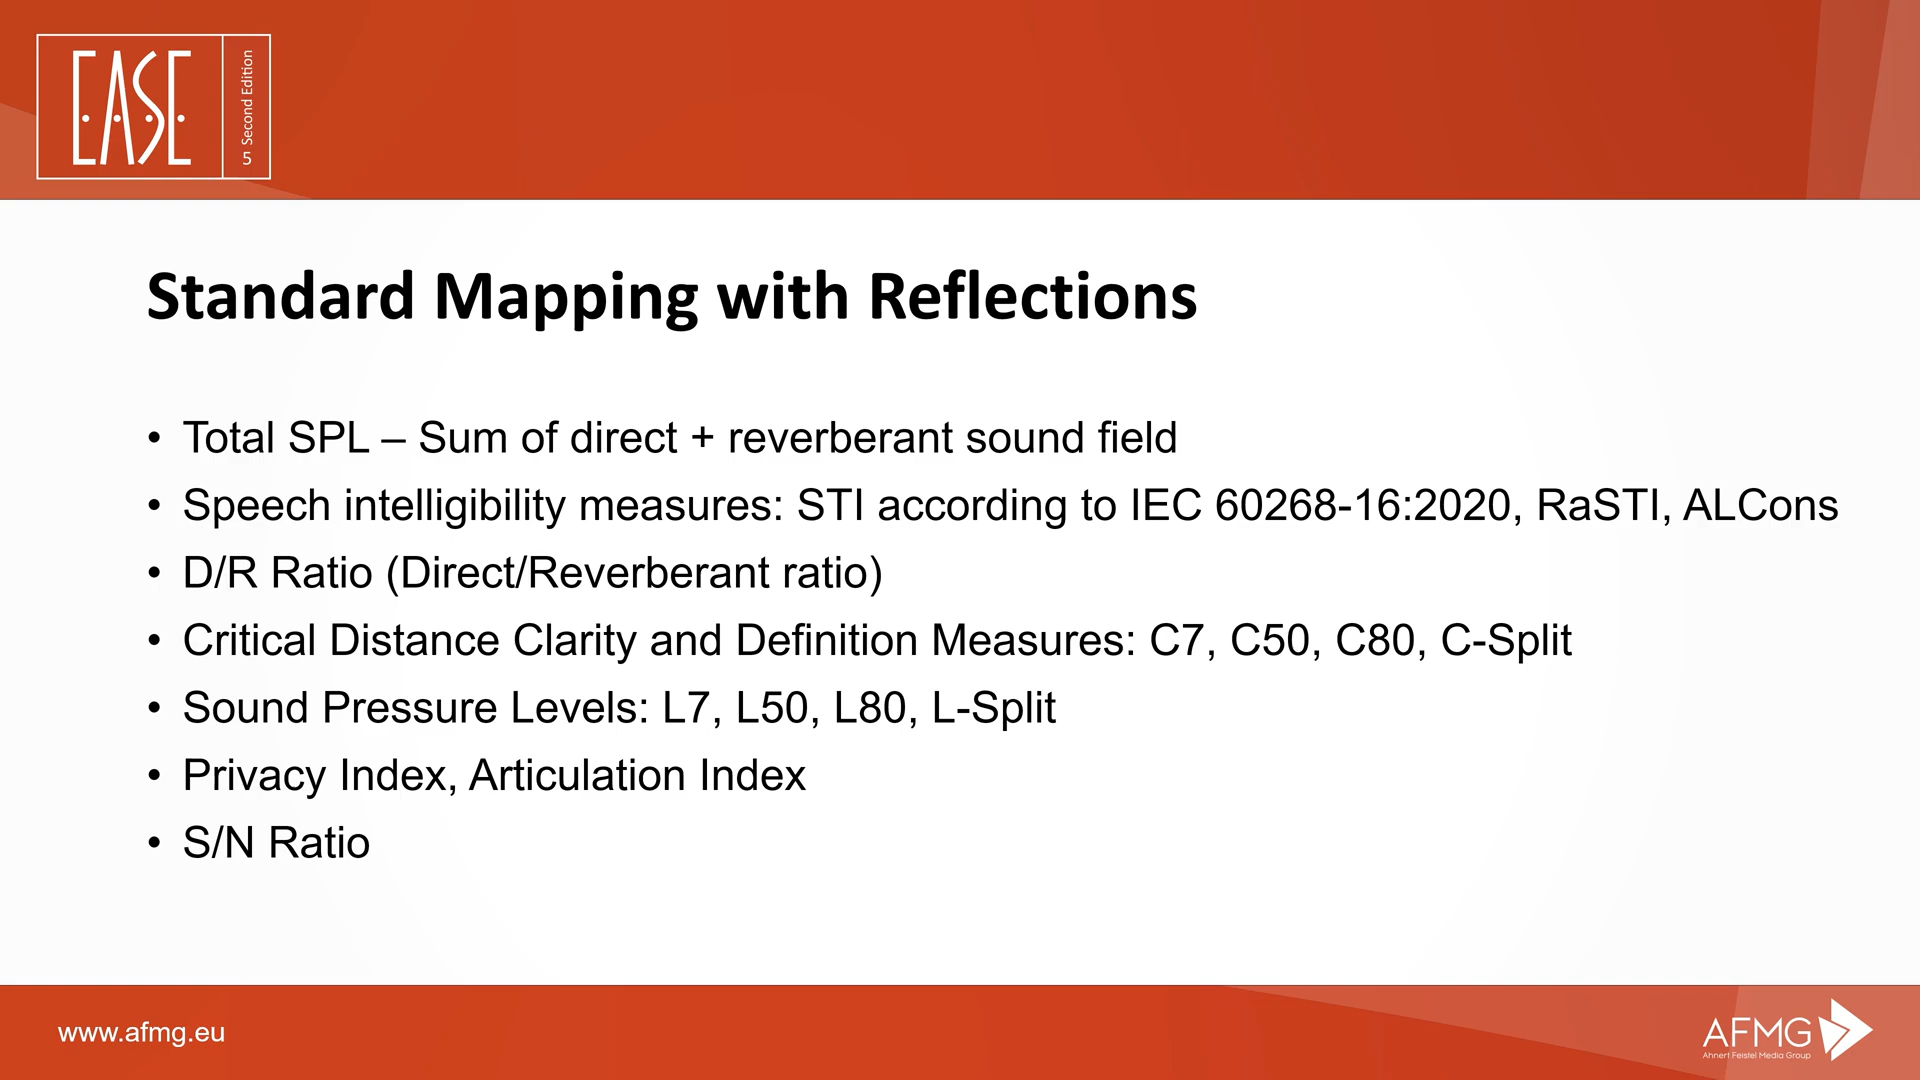 EASE
5 Second Edition
Standard Mapping with Reflections
• Total SPL – Sum of direct + reverberant sound field
• Speech intelligibility measures: STI according to IEC 60268-16:2020, RaSTI, ALCons
• D/R Ratio (Direct/Reverberant ratio)
• Critical Distance Clarity and Definition Measures: C7, C50, C80, C-Split
• Sound Pressure Levels: L7, L50, L80, L-Split
• Privacy Index, Articulation Index
• S/N Ratio
www.afmg.eu
AFMG
Ahnert Feistel Media Group